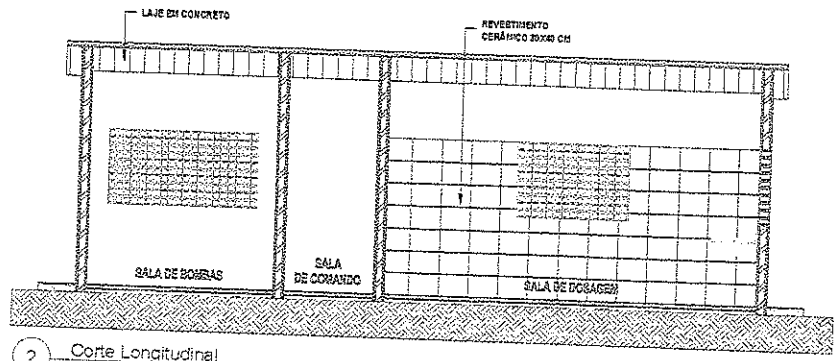 LAJE EM CONCRETO
REVESTIMENTO
CERÂMICO 30X40 CM
SALA DE BOMBAS
SALA
DE COMANDO
SALA DE DOSAGEM
2
Corte Longitudinal